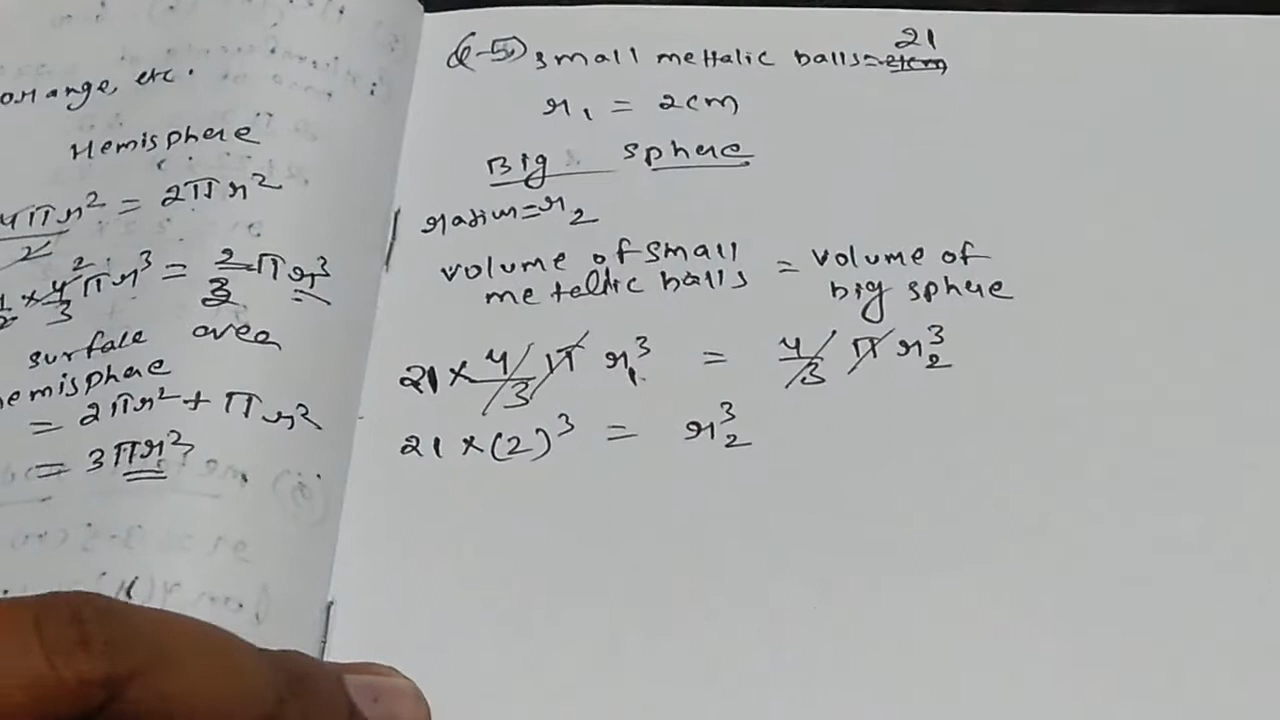 orange, etc.
Hemisphere
4πr²/2 = 2πr²
1/2 × 4/3 2 πr³ = 2/3 πr³
surface area
hemisphere
= 2πr² + πr²
= 3πr²
Q-5) small mettalic balls = 21
r₁ = 2cm
Big sphere
radius = r₂
volume of small = volume of
metallic balls big sphere
21 × 4/3 π r₁³ = 4/3 π r₂³
21 × (2)³ = r₂³